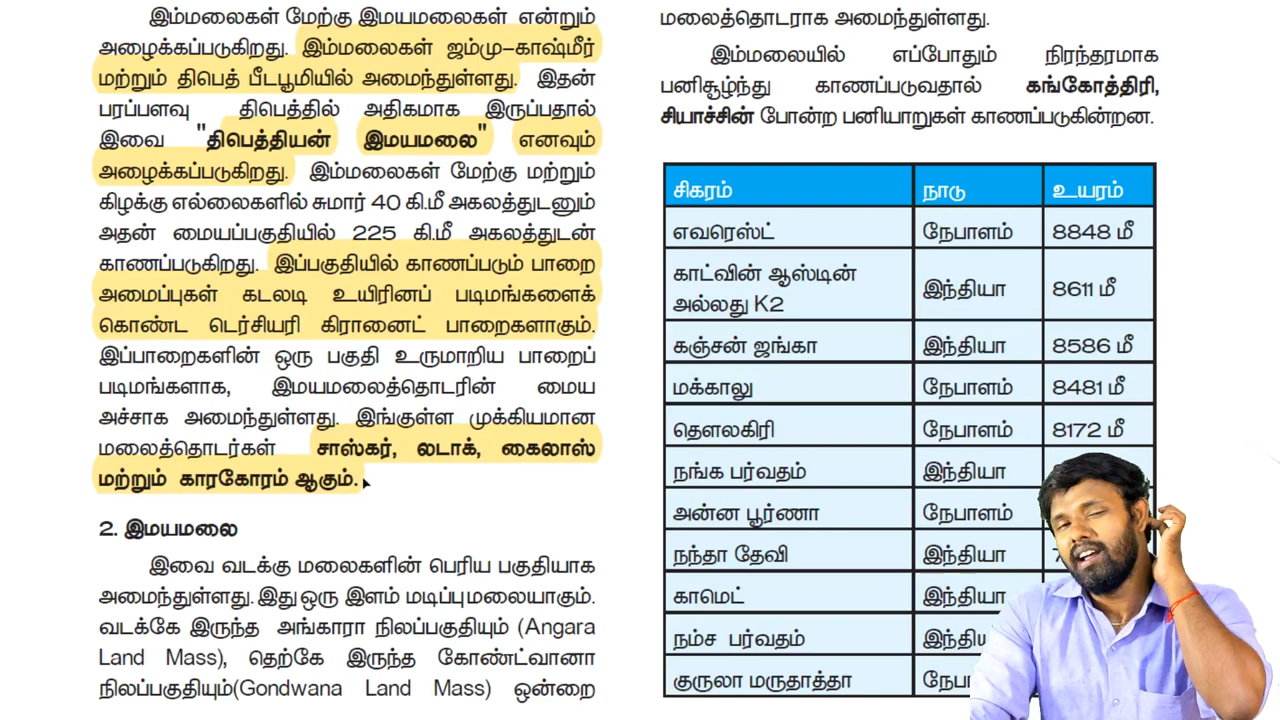 இம்மலைகள் மேற்கு இமயமலைகள் என்றும்
அழைக்கப்படுகிறது. இம்மலைகள் ஜம்மு–காஷ்மீர்
மற்றும் திபெத் பீடபூமியில் அமைந்துள்ளது. இதன்
பரப்பளவு திபெத்தில் அதிகமாக இருப்பதால்
இவை "திபெத்தியன் இமயமலை" எனவும்
அழைக்கப்படுகிறது. இம்மலைகள் மேற்கு மற்றும்
கிழக்கு எல்லைகளில் சுமார் 40 கி.மீ அகலத்துடனும்
அதன் மையப்பகுதியில் 225 கி.மீ அகலத்துடன்
காணப்படுகிறது. இப்பகுதியில் காணப்படும் பாறை
அமைப்புகள் கடலடி உயிரினப் படிமங்களைக்
கொண்ட டெர்சியரி கிரானைட் பாறைகளாகும்.
இப்பாறைகளின் ஒரு பகுதி உருமாறிய பாறைப்
படிமங்களாக, இமயமலைத்தொடரின் மைய
அச்சாக அமைந்துள்ளது. இங்குள்ள முக்கியமான
மலைத்தொடர்கள் சாஸ்கர், லடாக், கைலாஸ்
மற்றும் காரகோரம் ஆகும்.
2. இமயமலை
இவை வடக்கு மலைகளின் பெரிய பகுதியாக
அமைந்துள்ளது. இது ஒரு இளம் மடிப்பு மலையாகும்.
வடக்கே இருந்த அங்காரா நிலப்பகுதியும் (Angara
Land Mass), தெற்கே இருந்த கோண்ட்வானா
நிலப்பகுதியும்(Gondwana Land Mass) ஒன்றை
மலைத்தொடராக அமைந்துள்ளது.
இம்மலையில் எப்போதும் நிரந்தரமாக
பனிசூழ்ந்து காணப்படுவதால் கங்கோத்திரி,
சியாச்சின் போன்ற பனியாறுகள் காணப்படுகின்றன.
சிகரம் நாடு உயரம்
எவரெஸ்ட் நேபாளம் 8848 மீ
காட்வின் ஆஸ்டின்
அல்லது K2 இந்தியா 8611 மீ
கஞ்சன் ஜங்கா இந்தியா 8586 மீ
மக்காலு நேபாளம் 8481 மீ
தௌலகிரி நேபாளம் 8172 மீ
நங்க பர்வதம் இந்தியா
அன்ன பூர்ணா நேபாளம்
நந்தா தேவி இந்தியா
காமெட் இந்தியா
நம்ச பர்வதம்
குருலா மருதாத்தா